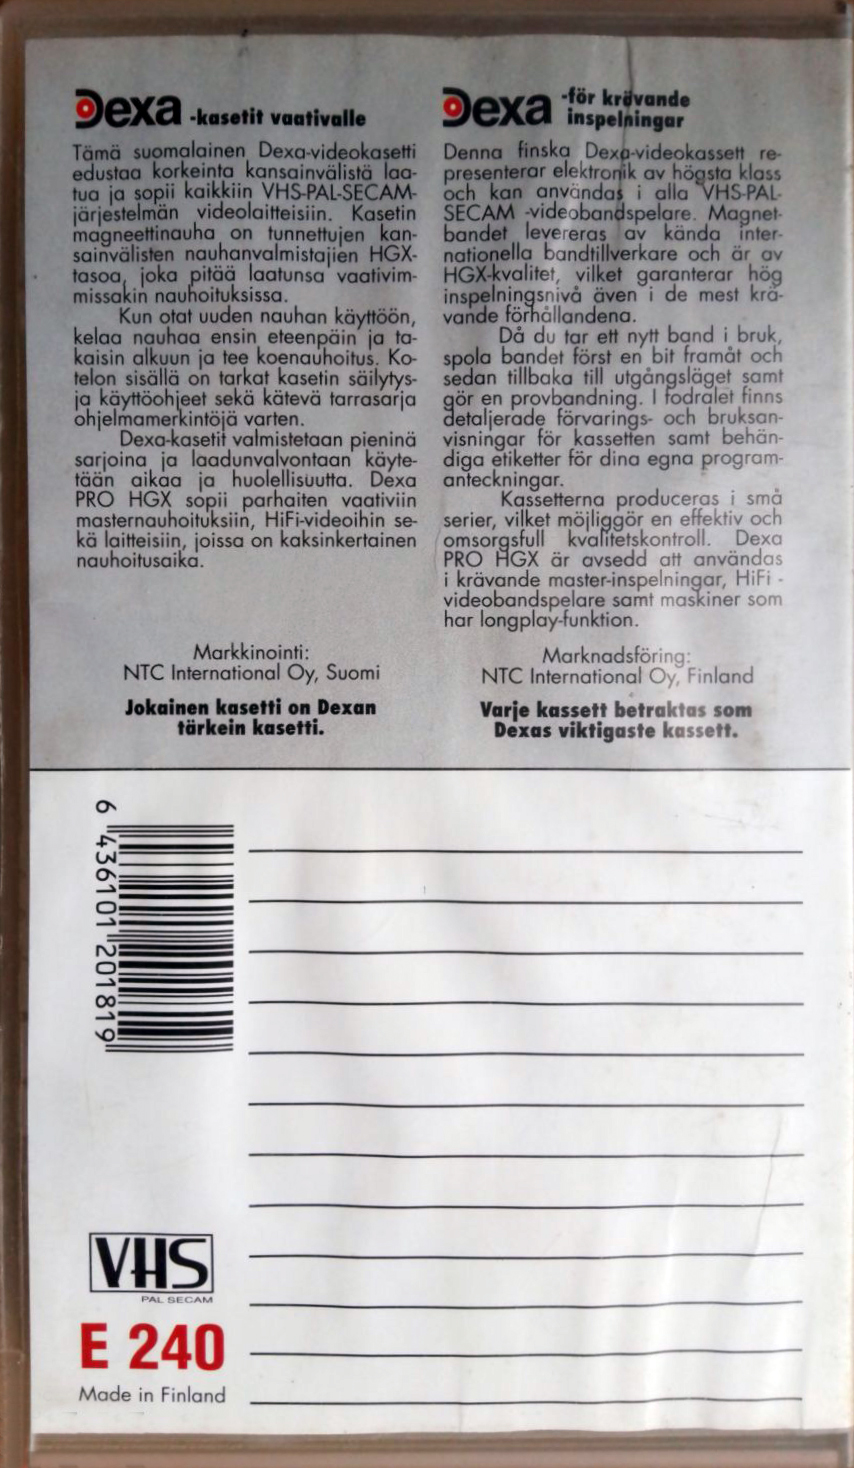 Dexa -kasetit vaativalle
Tämä suomalainen Dexa-videokasetti
edustaa korkeinta kansainvälistä laa-
tua ja sopii kaikkiin VHS-PAL-SECAM-
järjestelmän videolaitteisiin. Kasetin
magneettinauha on tunnettujen kan-
sainvälisten nauhanvalmistajien HGX-
tasoa, joka pitää laatunsa vaativim-
missakin nauhoituksissa.
Kun otat uuden nauhan käyttöön,
kelaa nauhaa ensin eteenpäin ja ta-
kaisin alkuun ja tee koenauhoitus. Ko-
telon sisällä on tarkat kasetin säilytys-
ja käyttöohjeet sekä kätevä tarrasarja
ohjelmamerkintöjä varten.
Dexa-kasetit valmistetaan pieninä
sarjoina ja laadunvalvontaan käyte-
tään aikaa ja huolellisuutta. Dexa
PRO HGX sopii parhaiten vaativiin
masternauhoituksiin, HiFi-videoihin se-
kä laitteisiin, joissa on kaksinkertainen
nauhoitusaika.
Markkinointi:
NTC International Oy, Suomi
Jokainen kasetti on Dexan
tärkein kasetti.
Dexa -för krävande
inspelningar
Denna finska Dexa-videokassett re-
presenterar elektronik av högsta klass
och kan användas i alla VHS-PAL-
SECAM -videobandspelare. Magnet-
bandet levereras av kända inter-
nationella bandtillverkare och är av
HGX-kvalitet, vilket garanterar hög
inspelningsnivå även i de mest krä-
vande förhållandena.
Då du tar ett nytt band i bruk,
spola bandet först en bit framåt och
sedan tillbaka till utgångsläget samt
gör en provbandning. I fodralet finns
detaljerade förvarings- och bruksan-
visningar för kassetten samt behän-
diga etiketter för dina egna program-
anteckningar.
Kassetterna produceras i små
serier, vilket möjliggör en effektiv och
omsorgsfull kvalitetskontroll. Dexa
PRO HGX är avsedd att användas
i krävande master-inspelningar, HiFi -
videobandspelare samt maskiner som
har longplay-funktion.
Marknadsföring:
NTC International Oy, Finland
Varje kassett betraktas som
Dexas viktigaste kassett.
6 436101 201819
VHS
PAL SECAM
E 240
Made in Finland